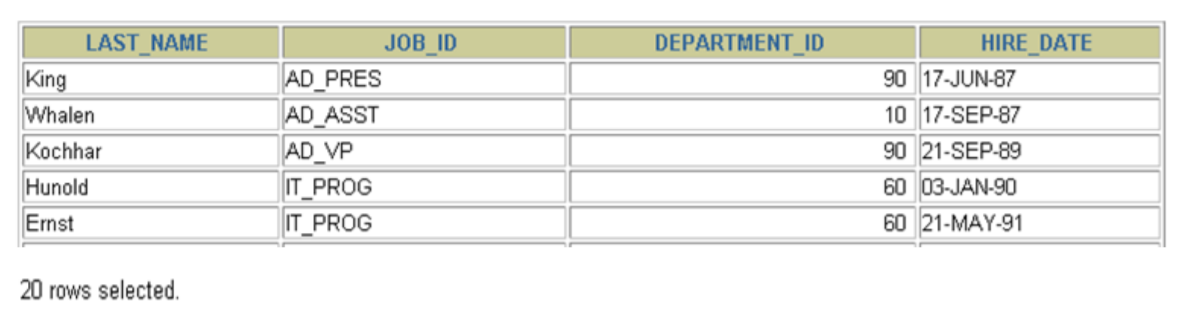 LAST_NAME JOB_ID DEPARTMENT_ID HIRE_DATE
King AD_PRES 90 17-JUN-87
Whalen AD_ASST 10 17-SEP-87
Kochhar AD_VP 90 21-SEP-89
Hunold IT_PROG 60 03-JAN-90
Ernst IT_PROG 60 21-MAY-91
20 rows selected.